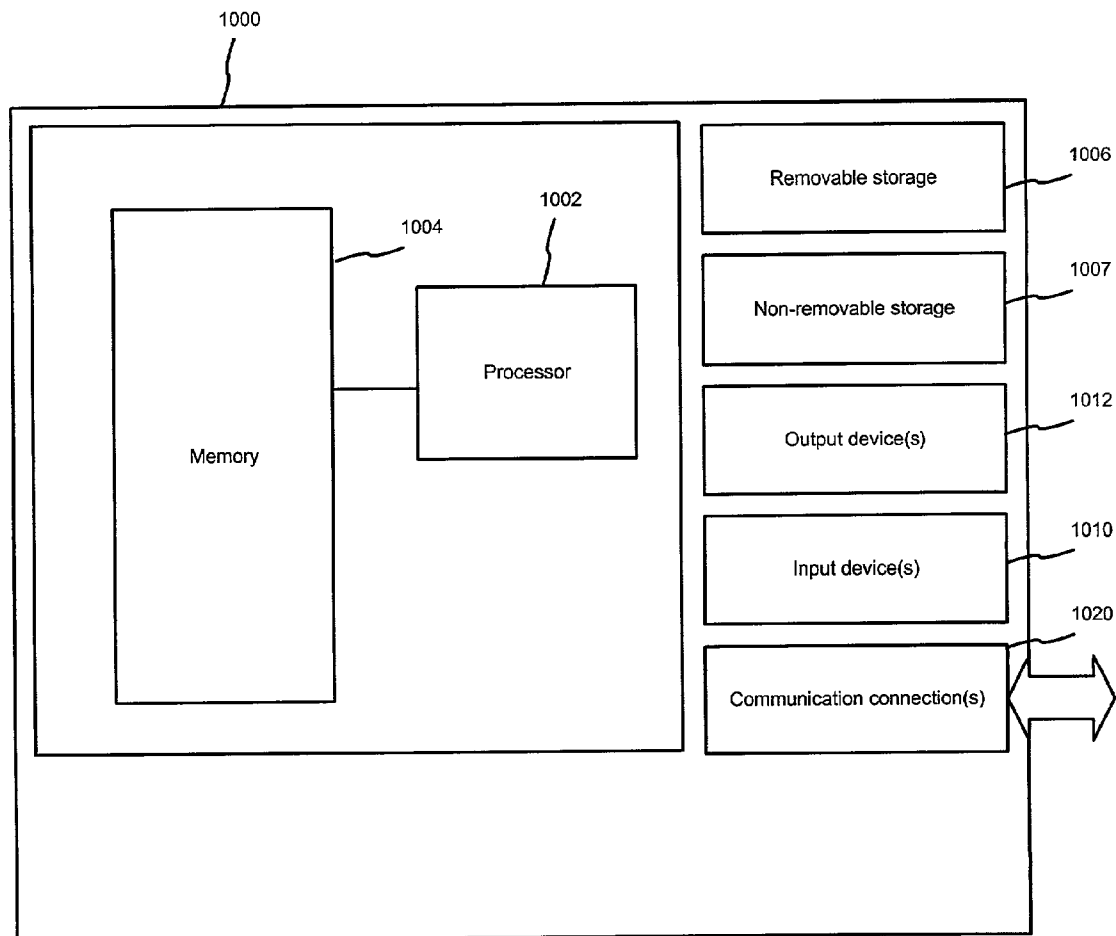 1000
Removable storage
1006
1002
1004
Non-removable storage
1007
Processor
Memory
Output device(s)
1012
Input device(s)
1010
1020
Communication connection(s)